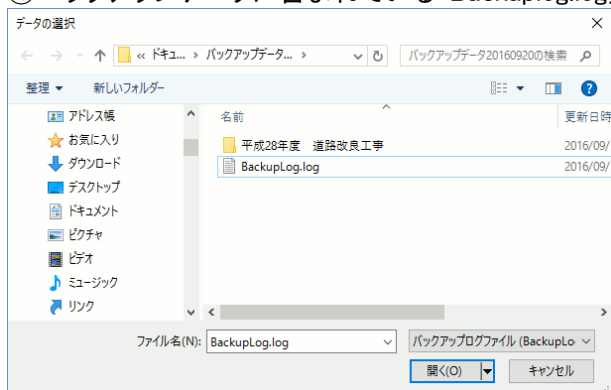 データの選択
« ドキュ... › バックアップデータ... ›
バックアップデータ20160920の検索
整理 新しいフォルダー
アドレス帳
お気に入り
ダウンロード
デスクトップ
ドキュメント
ピクチャ
ビデオ
ミュージック
リンク
名前 更新日時
平成28年度 道路改良工事 2016/09/
BackupLog.log 2016/09/
ファイル名(N): BackupLog.log バックアップログファイル (BackupLo
開く(O) キャンセル